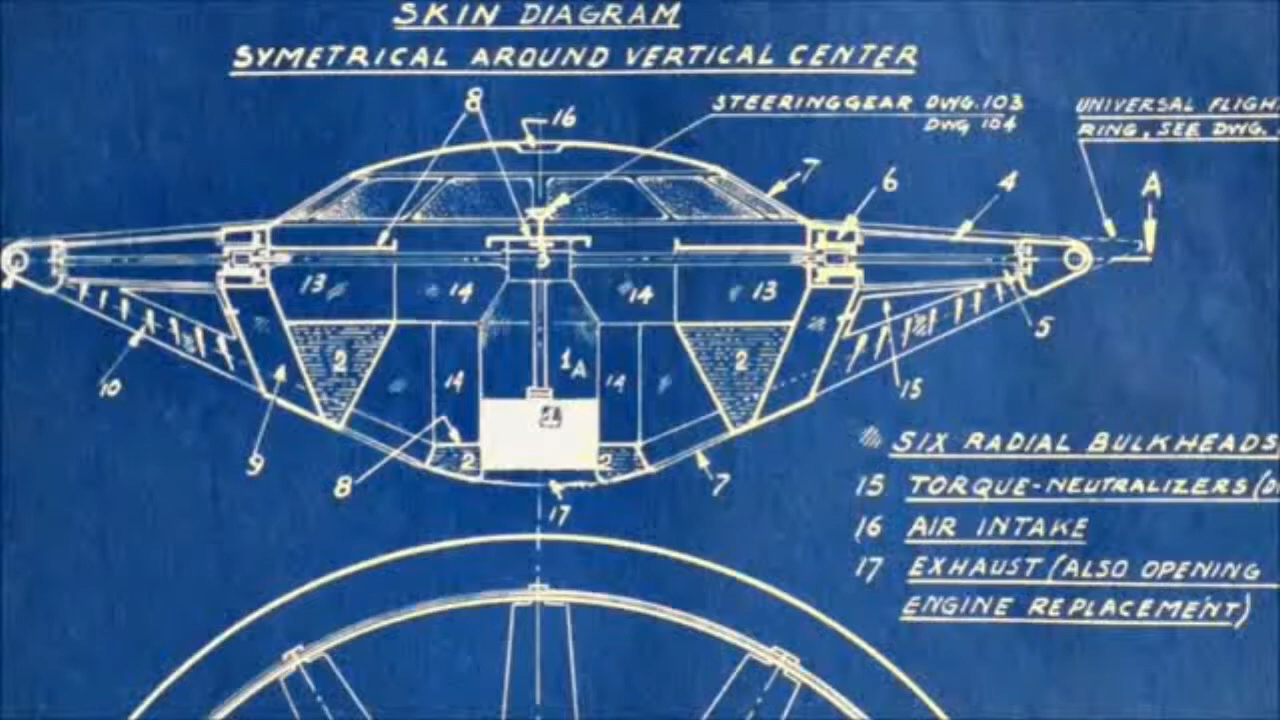 SKIN DIAGRAM
SYMETRICAL AROUND VERTICAL CENTER
8
16
STEERINGGEAR DWG.103
DWG 104
UNIVERSAL FLIGH
RING, SEE DWG.
7
6
4
A
13
14
14
13
5
2
14
1A
14
2
10
15
4
9
8
2
2
7
17
SIX RADIAL BULKHEADS
15 TORQUE-NEUTRALIZERS (D
16 AIR INTAKE
17 EXHAUST (ALSO OPENING
ENGINE REPLACEMENT)